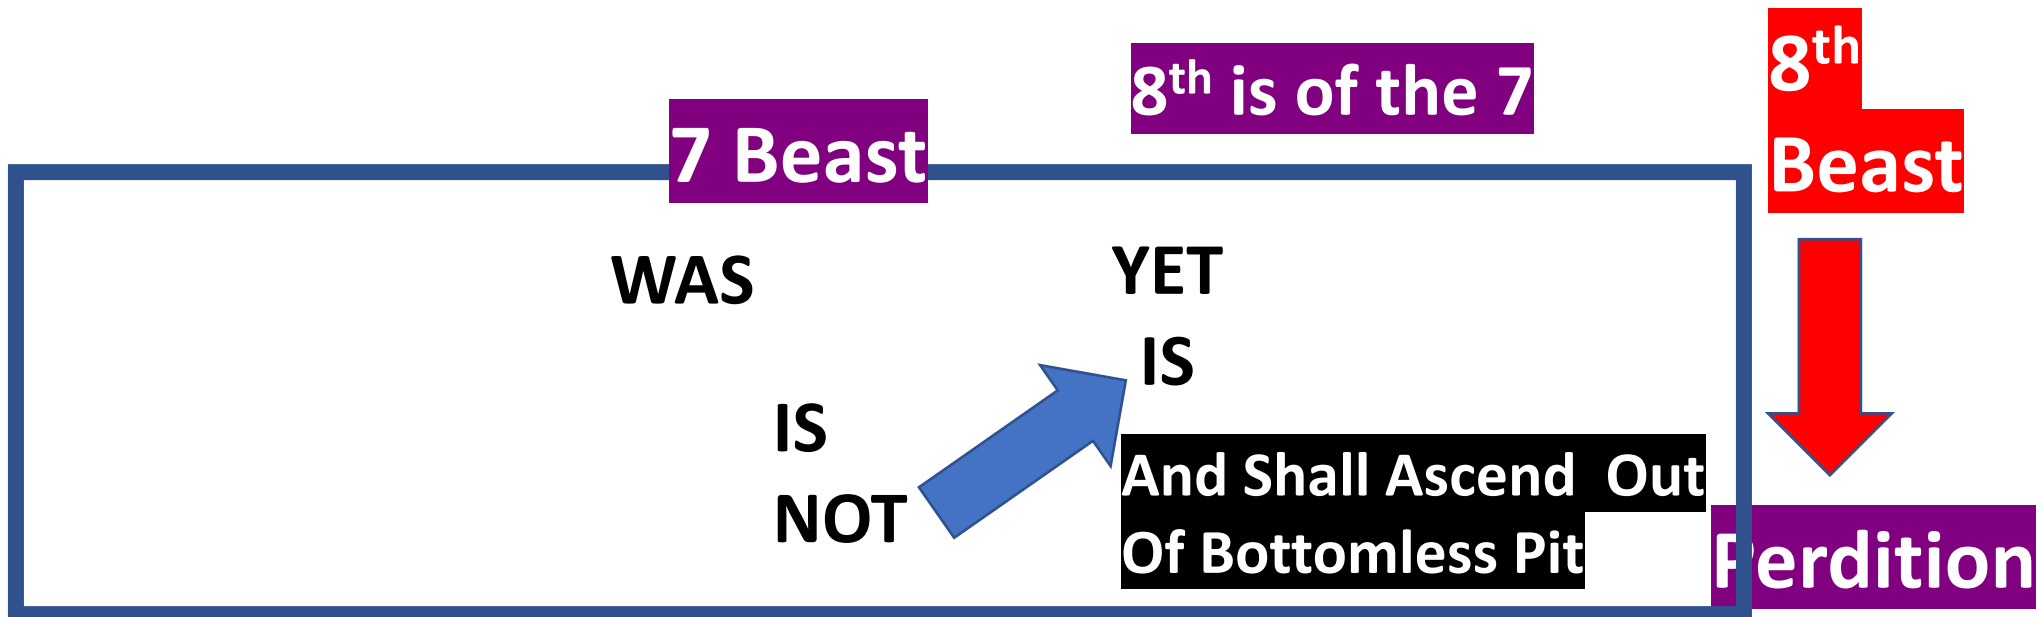 7 Beast
8th is of the 7
8th
Beast
WAS
IS
NOT
YET
IS
And Shall Ascend  Out
Of Bottomless Pit
Perdition